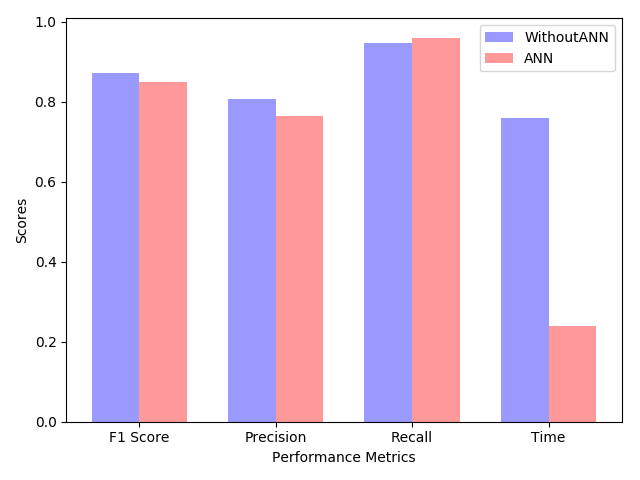 WithoutANN
ANN
1.0
0.8
0.6
0.4
0.2
0.0
Scores
F1 Score Precision Recall Time
Performance Metrics